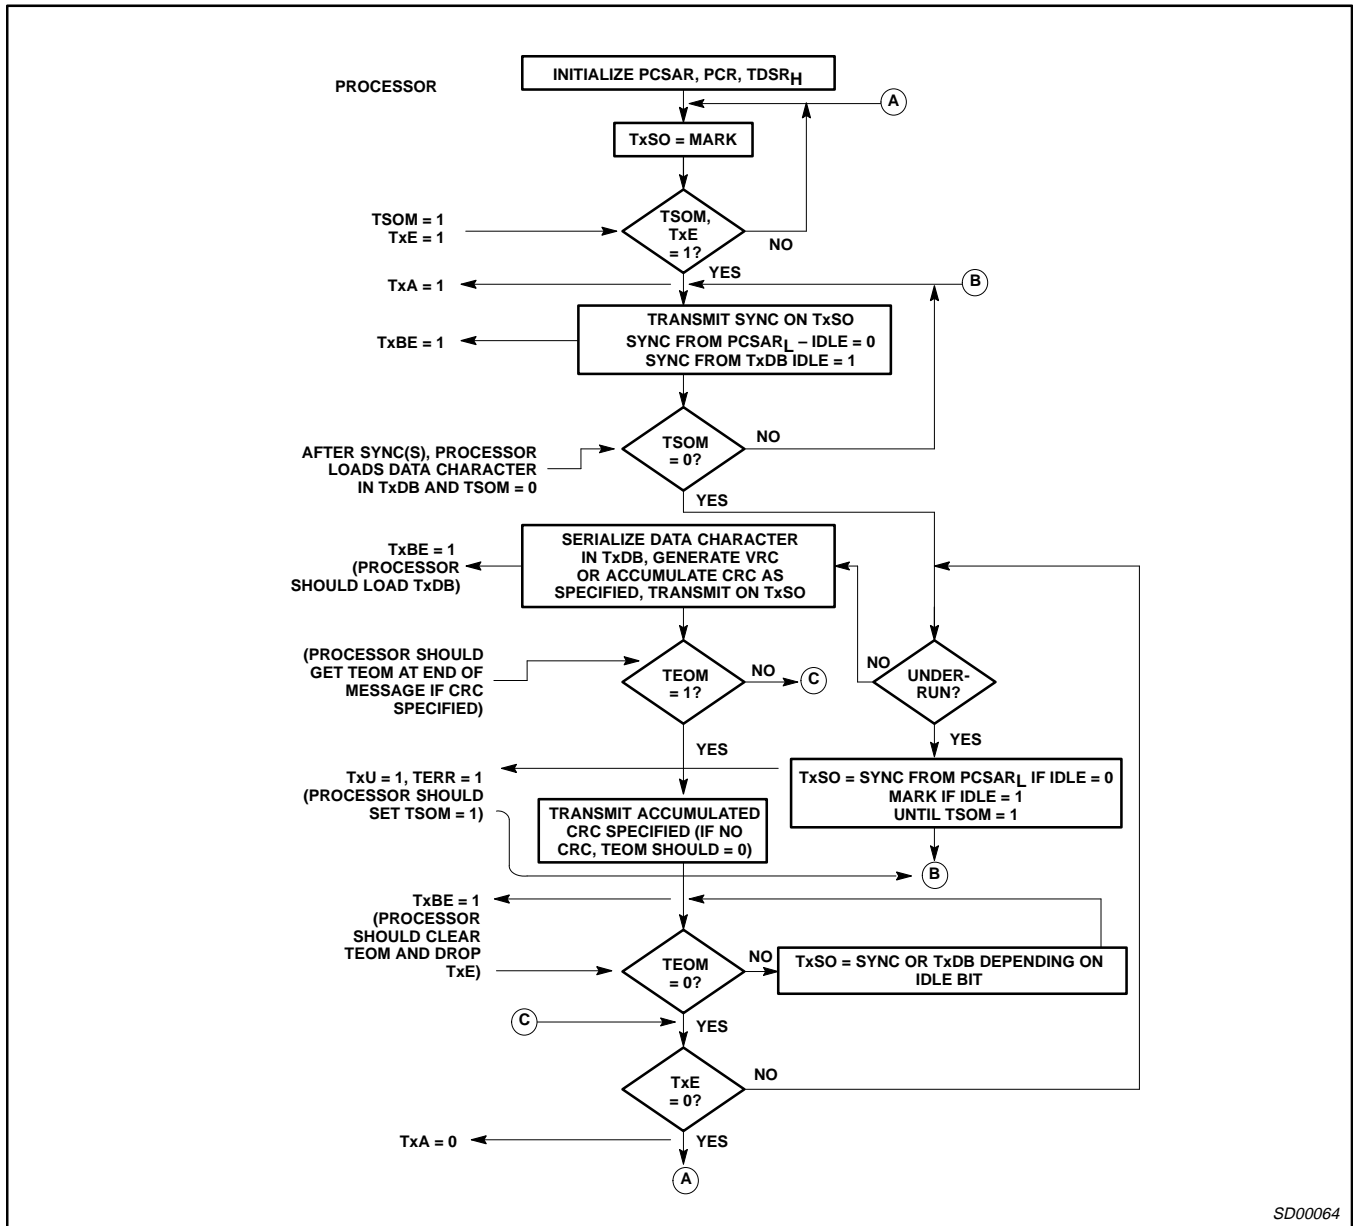 PROCESSOR
INITIALIZE PCSAR, PCR, TDSRH
A
TxSO = MARK
TSOM = 1
TxE = 1
TSOM,
TxE
= 1?
NO
YES
TxA = 1
B
TxBE = 1
TRANSMIT SYNC ON TxSO
SYNC FROM PCSARL – IDLE = 0
SYNC FROM TxDB IDLE = 1
AFTER SYNC(S), PROCESSOR
LOADS DATA CHARACTER
IN TxDB AND TSOM = 0
TSOM
= 0?
NO
YES
TxBE = 1
(PROCESSOR
SHOULD LOAD TxDB)
SERIALIZE DATA CHARACTER
IN TxDB, GENERATE VRC
OR ACCUMULATE CRC AS
SPECIFIED, TRANSMIT ON TxSO
(PROCESSOR SHOULD
GET TEOM AT END OF
MESSAGE IF CRC
SPECIFIED)
TEOM
= 1?
NO
C
NO
UNDER-
RUN?
YES
YES
TxU = 1, TERR = 1
(PROCESSOR SHOULD
SET TSOM = 1)
TRANSMIT ACCUMULATED
CRC SPECIFIED (IF NO
CRC, TEOM SHOULD = 0)
TxSO = SYNC FROM PCSARL IF IDLE = 0
MARK IF IDLE = 1
UNTIL TSOM = 1
B
TxBE = 1
(PROCESSOR
SHOULD CLEAR
TEOM AND DROP
TxE)
TEOM
= 0?
NO
TxSO = SYNC OR TxDB DEPENDING ON
IDLE BIT
C
YES
TxE
= 0?
NO
TxA = 0
YES
A
SD00064